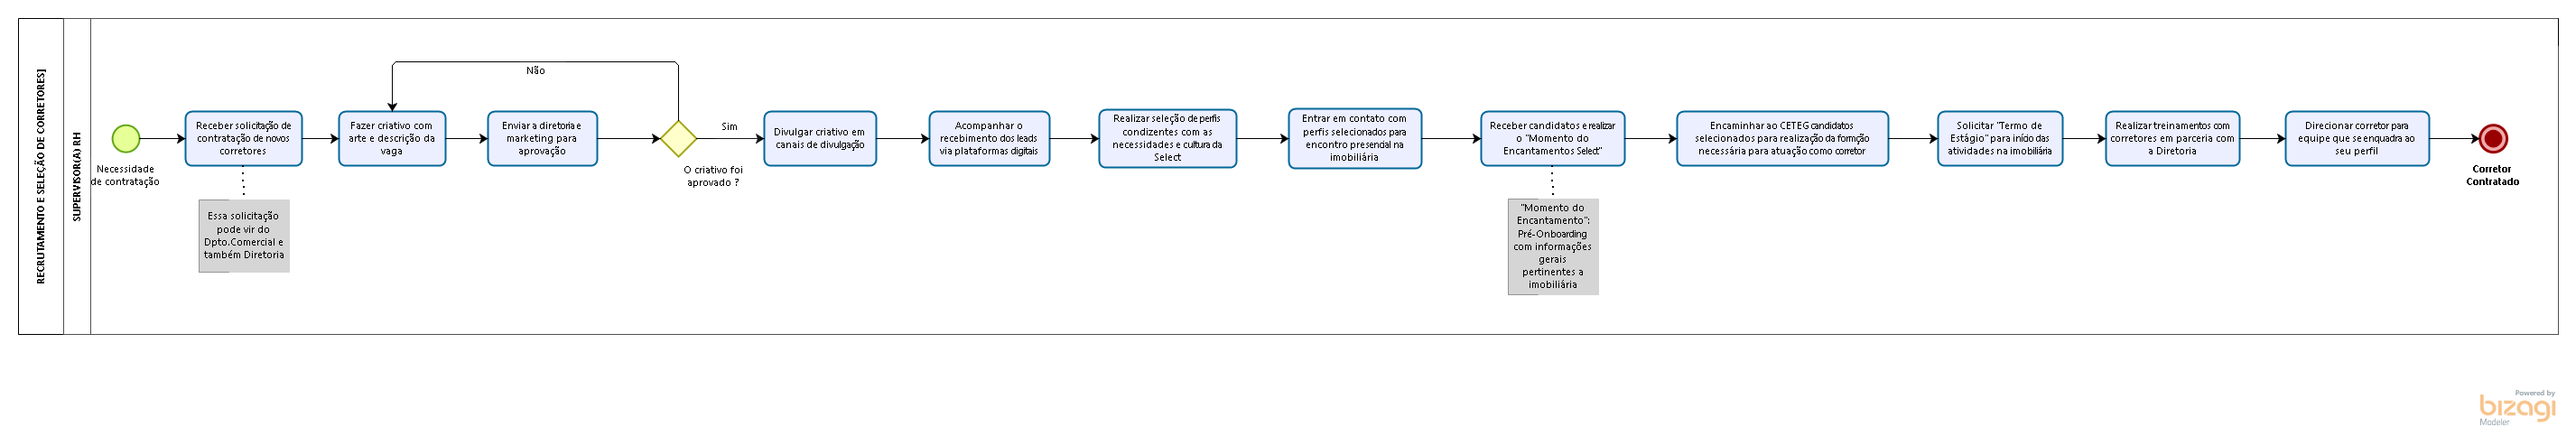 RECRUTAMENTO E SELEÇÃO DE CORRETORES]
SUPERVISOR(A) RH
Necessidade
de contratação
Receber solicitação de
contratação de novos
corretores
Essa solicitação
pode vir do
Dpto.Comercial e
também Diretoria
Fazer criativo com
arte e descrição da
vaga
Enviar a diretoria e
marketing para
aprovação
Não
O criativo foi
aprovado ?
Sim
Divulgar criativo em
canais de divulgação
Acompanhar o
recebimento dos leads
via plataformas digitais
Realizar seleção de perfis
condizentes com as
necessidades e cultura da
Select
Entrar em contato com
perfis selecionados para
encontro presencial na
imobiliária
Receber candidatos e realizar
o "Momento do
Encantamentos Select"
"Momento do
Encantamento":
Pré-Onboarding
com informações
gerais
pertinentes a
imobiliária
Encaminhar ao CETEG candidatos
selecionados para realização da formção
necessária para atuação como corretor
Solicitar "Termo de
Estágio" para início das
atividades na imobiliária
Realizar treinamentos com
corretores em parceria com
a Diretoria
Direcionar corretor para
equipe que se enquadra ao
seu perfil
Corretor
Contratado
Powered by
bizagi
Modeler